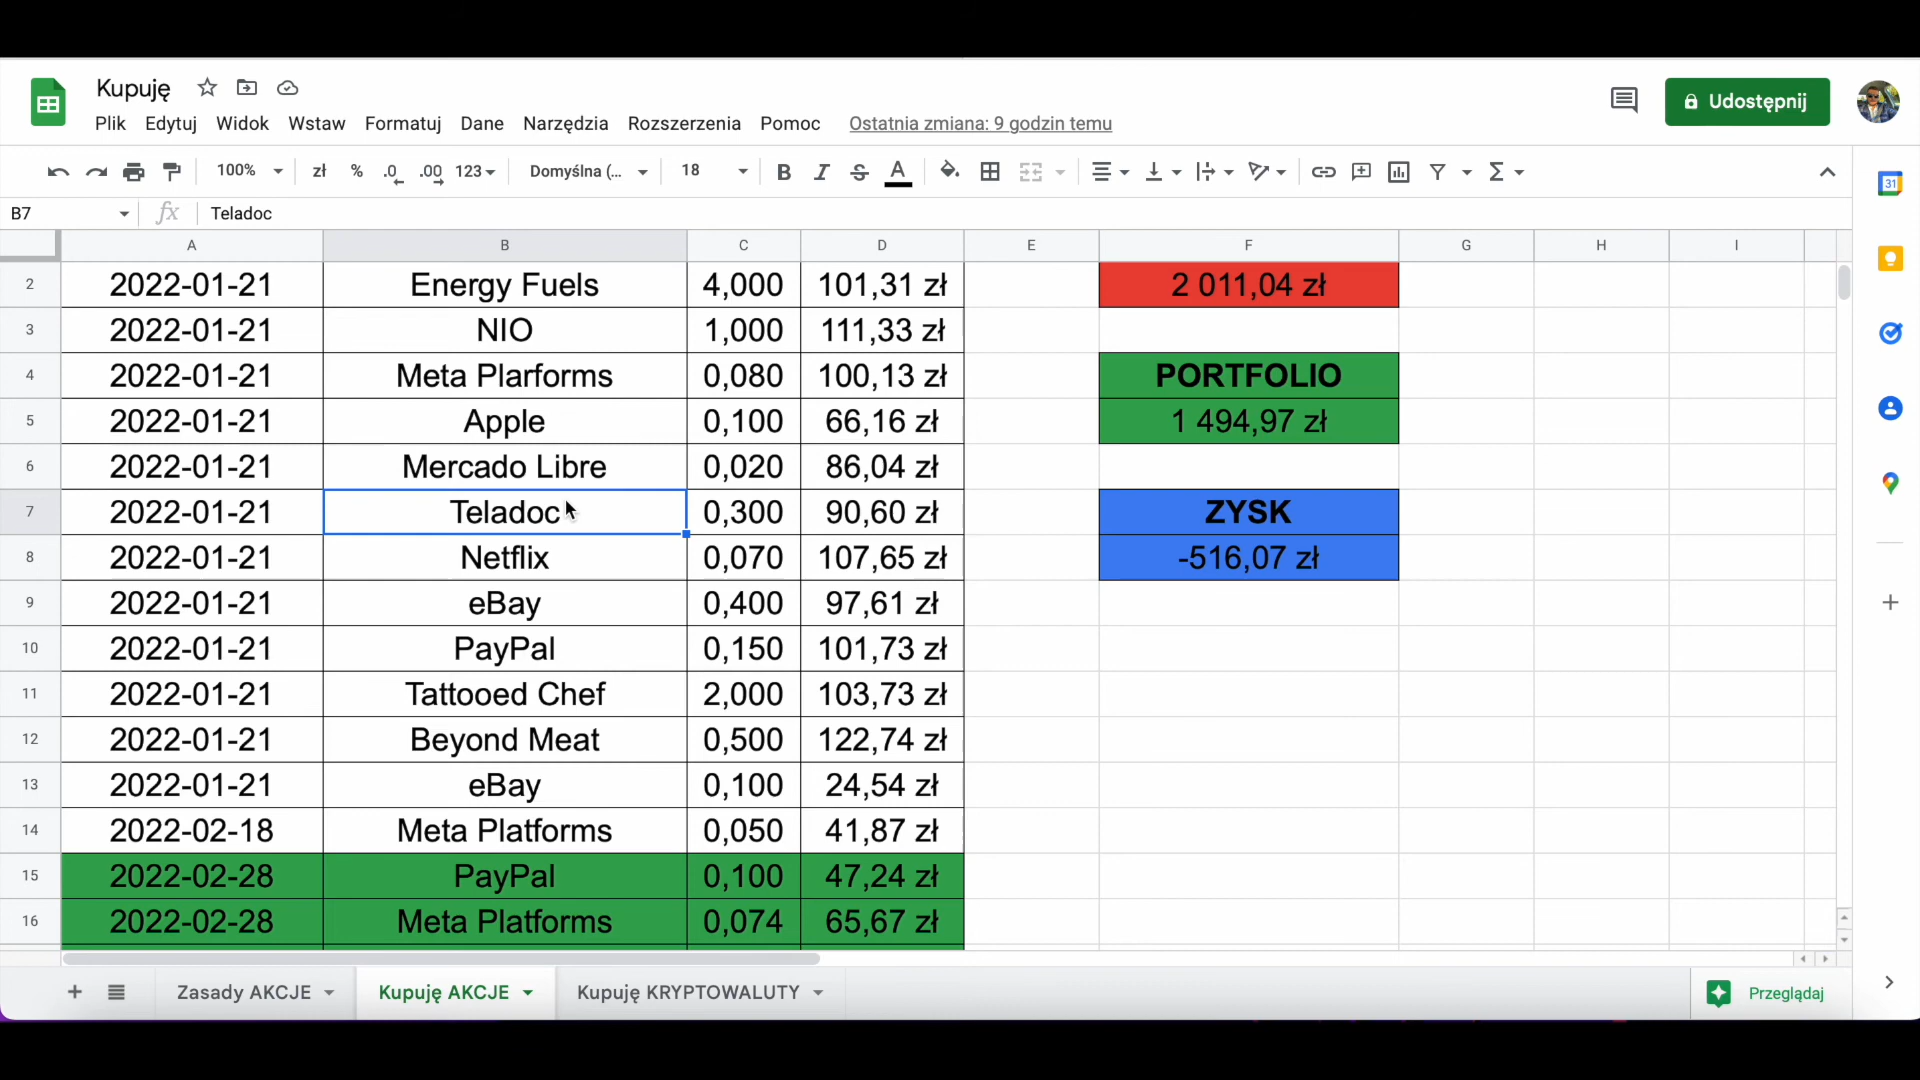 Kupuję
Plik Edytuj Widok Wstaw Formatuj Dane Narzędzia Rozszerzenia Pomoc Ostatnia zmiana: 9 godzin temu
Udostępnij
100% zł % .0 .00 123 Domyślna (... 18 B I S A Σ
31
B7 fx Teladoc
A B C D E F G H I
2 2022-01-21 Energy Fuels 4,000 101,31 zł 2 011,04 zł
3 2022-01-21 NIO 1,000 111,33 zł
4 2022-01-21 Meta Plarforms 0,080 100,13 zł PORTFOLIO
5 2022-01-21 Apple 0,100 66,16 zł 1 494,97 zł
6 2022-01-21 Mercado Libre 0,020 86,04 zł
7 2022-01-21 Teladoc 0,300 90,60 zł ZYSK
8 2022-01-21 Netflix 0,070 107,65 zł -516,07 zł
9 2022-01-21 eBay 0,400 97,61 zł
10 2022-01-21 PayPal 0,150 101,73 zł
11 2022-01-21 Tattooed Chef 2,000 103,73 zł
12 2022-01-21 Beyond Meat 0,500 122,74 zł
13 2022-01-21 eBay 0,100 24,54 zł
14 2022-02-18 Meta Platforms 0,050 41,87 zł
15 2022-02-28 PayPal 0,100 47,24 zł
16 2022-02-28 Meta Platforms 0,074 65,67 zł
Zasady AKCJE Kupuję AKCJE Kupuję KRYPTOWALUTY Przeglądaj